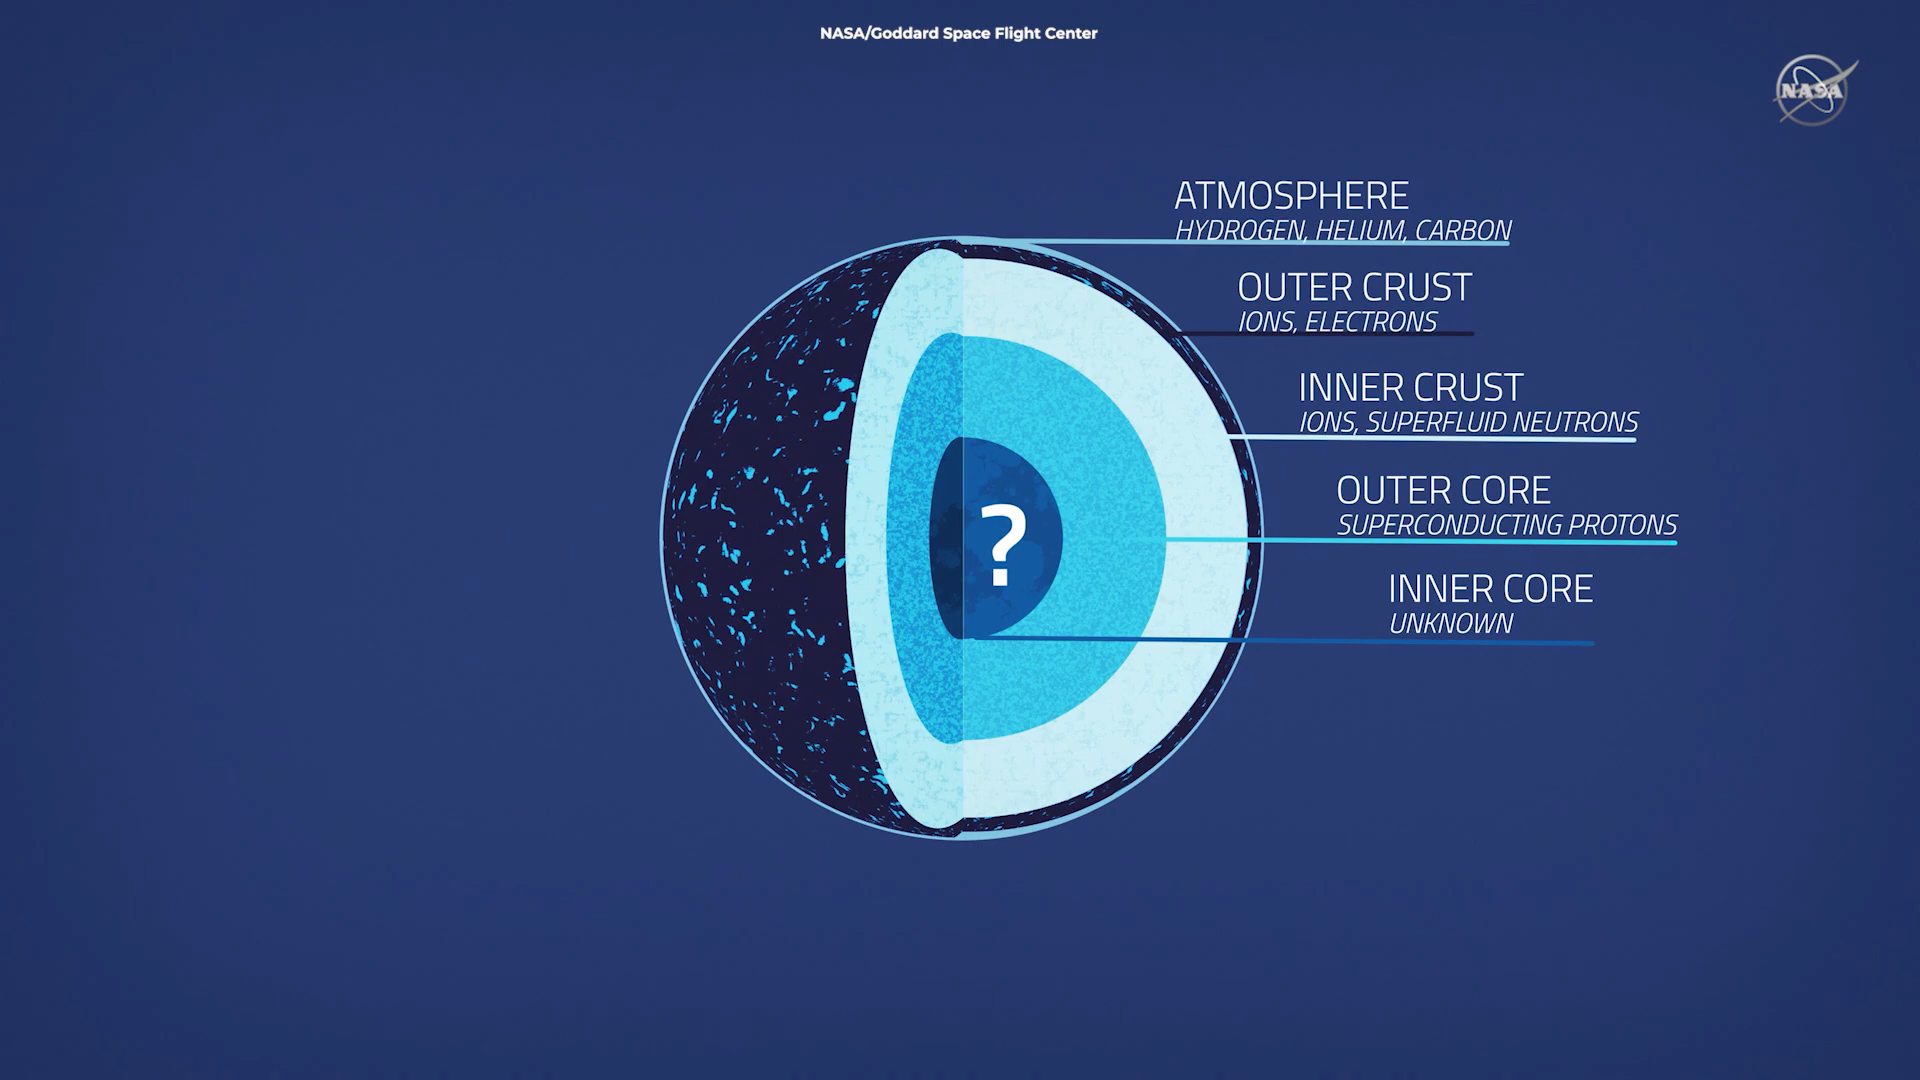 NASA/Goddard Space Flight Center
NASA
ATMOSPHERE
HYDROGEN, HELIUM, CARBON
OUTER CRUST
IONS, ELECTRONS
INNER CRUST
IONS, SUPERFLUID NEUTRONS
OUTER CORE
SUPERCONDUCTING PROTONS
?
INNER CORE
UNKNOWN